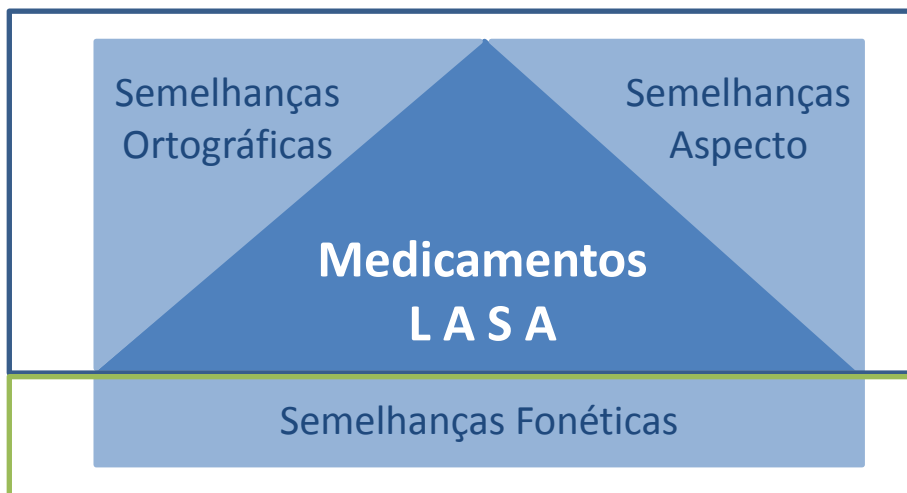 Semelhanças
Ortográficas
Semelhanças
Aspecto
Medicamentos
L A S A
Semelhanças Fonéticas